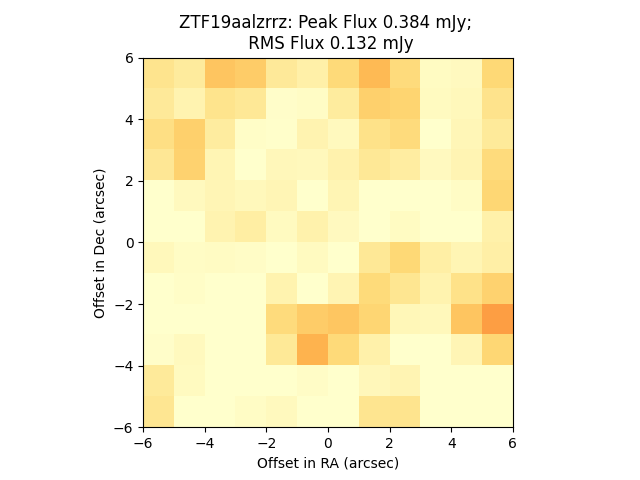 ZTF19aalzrrz: Peak Flux 0.384 mJy;
RMS Flux 0.132 mJy
6
4
2
0
−2
−4
−6
Offset in Dec (arcsec)
−6 −4 −2 0 2 4 6
Offset in RA (arcsec)